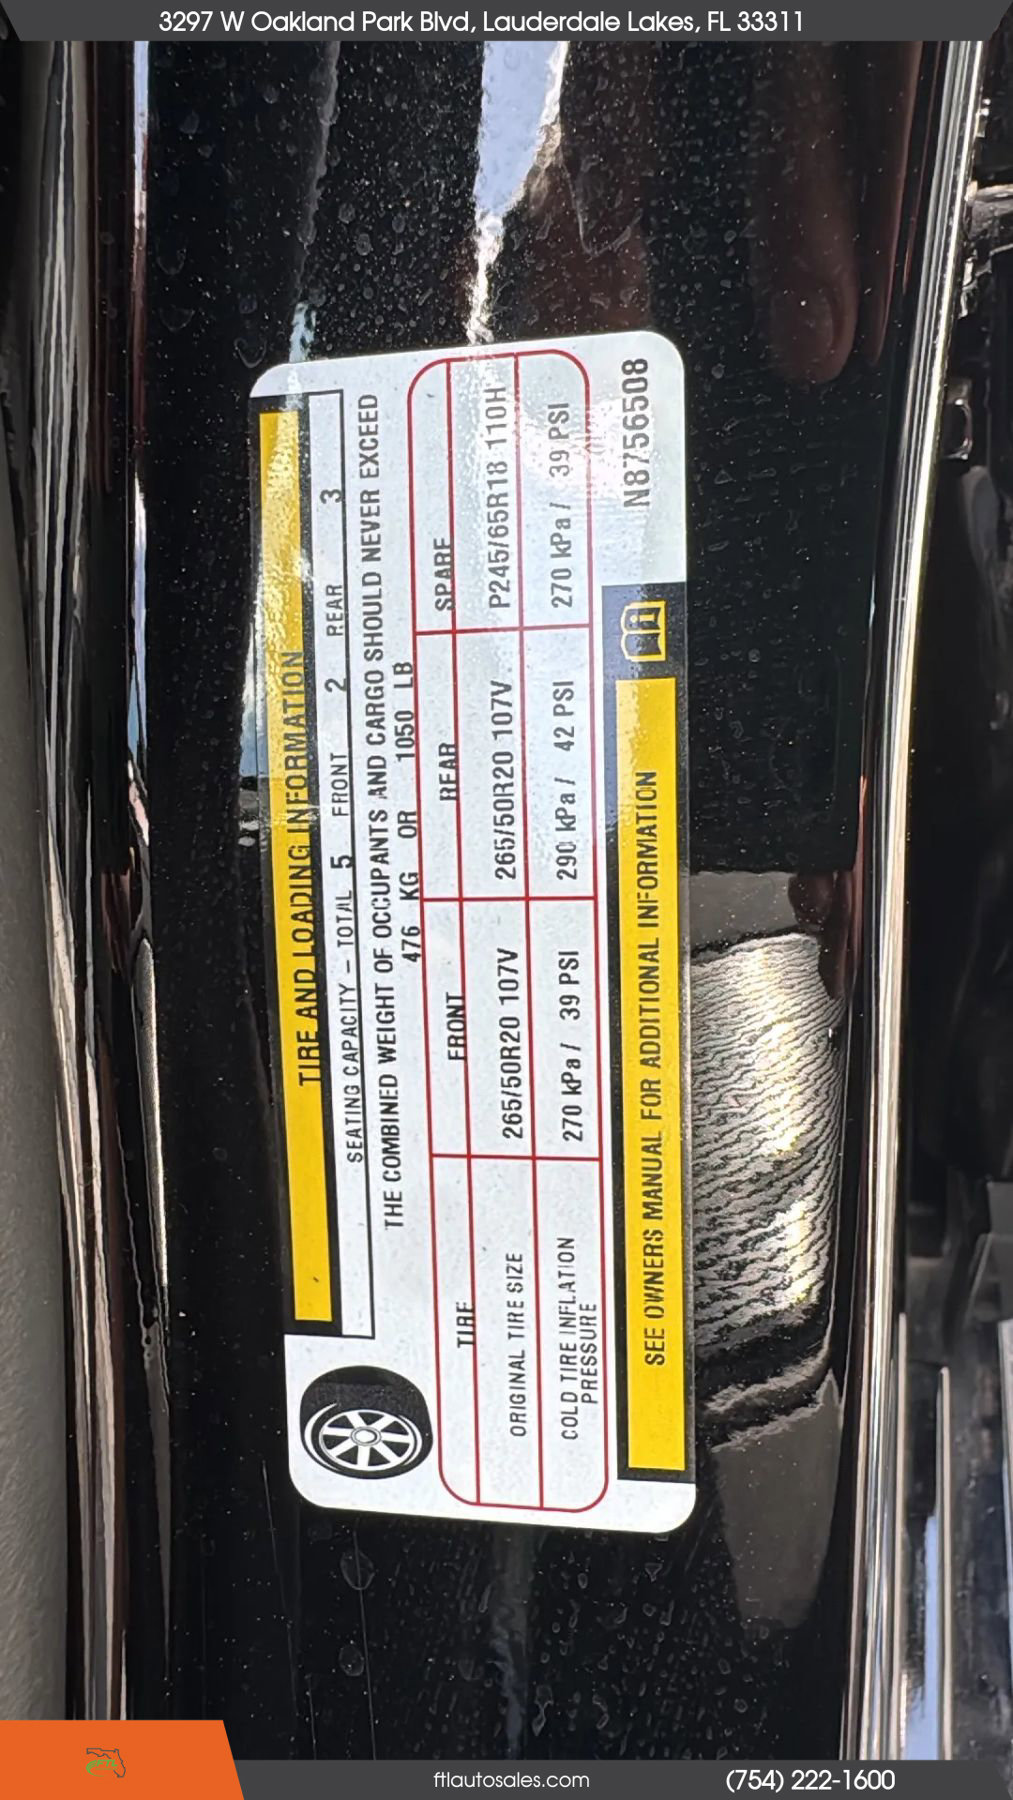 3297 W Oakland Park Blvd, Lauderdale Lakes, FL 33311
TIRE AND LOADING INFORMATION
SEATING CAPACITY – TOTAL 5 FRONT 2 REAR 3
THE COMBINED WEIGHT OF OCCUPANTS AND CARGO SHOULD NEVER EXCEED
476 KG OR 1050 LB
TIRE FRONT REAR SPARE
ORIGINAL TIRE SIZE 265/50R20 107V 265/50R20 107V P245/65R18 110H
COLD TIRE INFLATION PRESSURE 270 kPa / 39 PSI 290 kPa / 42 PSI 270 kPa / 39 PSI
SEE OWNERS MANUAL FOR ADDITIONAL INFORMATION
N8756508
ftlautosales.com
(754) 222-1600